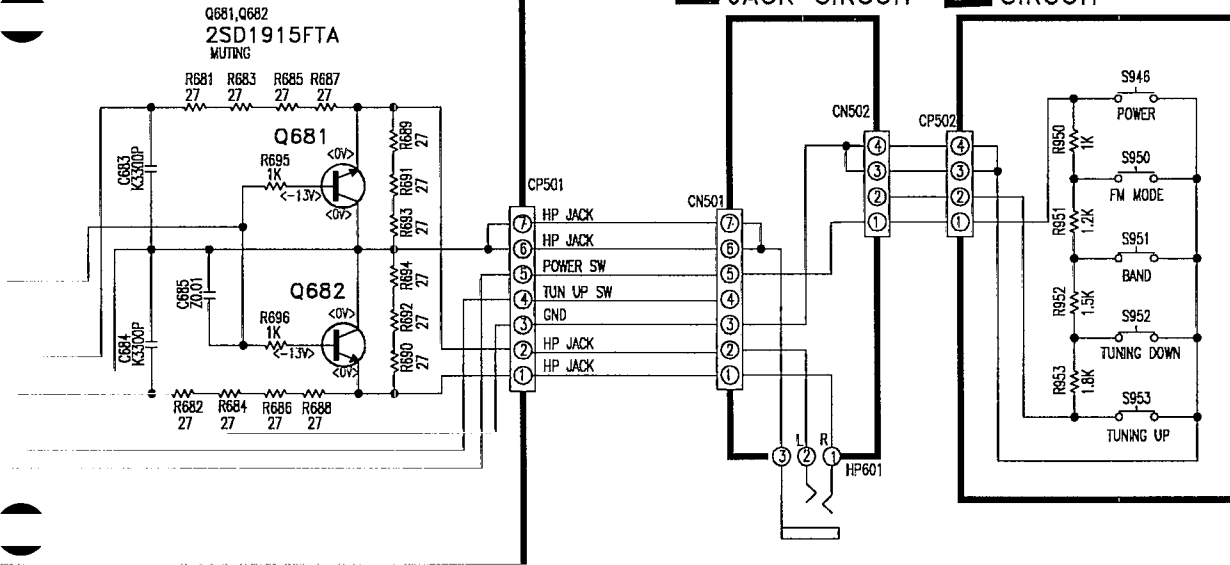 JACK CIRCUIT
CIRCUIT
Q681,Q682
2SD1915FTA
MUTING
R681 R683 R685 R687
27 27 27 27
Q681
<0V>
R695
1K
<-13V>
<0V>
C683
K3300P
R689
27
R691
27
R693
27
R694
27
R692
27
R690
27
C685
Z0.01
Q682
<0V>
R696
1K
<-13V>
<0V>
C684
K3300P
R682 R684 R686 R688
27 27 27 27
CP501
7 HP JACK
6 HP JACK
5 POWER SW
4 TUN UP SW
3 GND
2 HP JACK
1 HP JACK
CN501
7
6
5
4
3
2
1
CN502
4
3
2
1
CP502
4
3
2
1
L R
3 2 1
HP601
S946
POWER
R950
1K
S950
FM MODE
R951
1.2K
S951
BAND
R952
1.5K
S952
TUNING DOWN
R953
1.8K
S953
TUNING UP